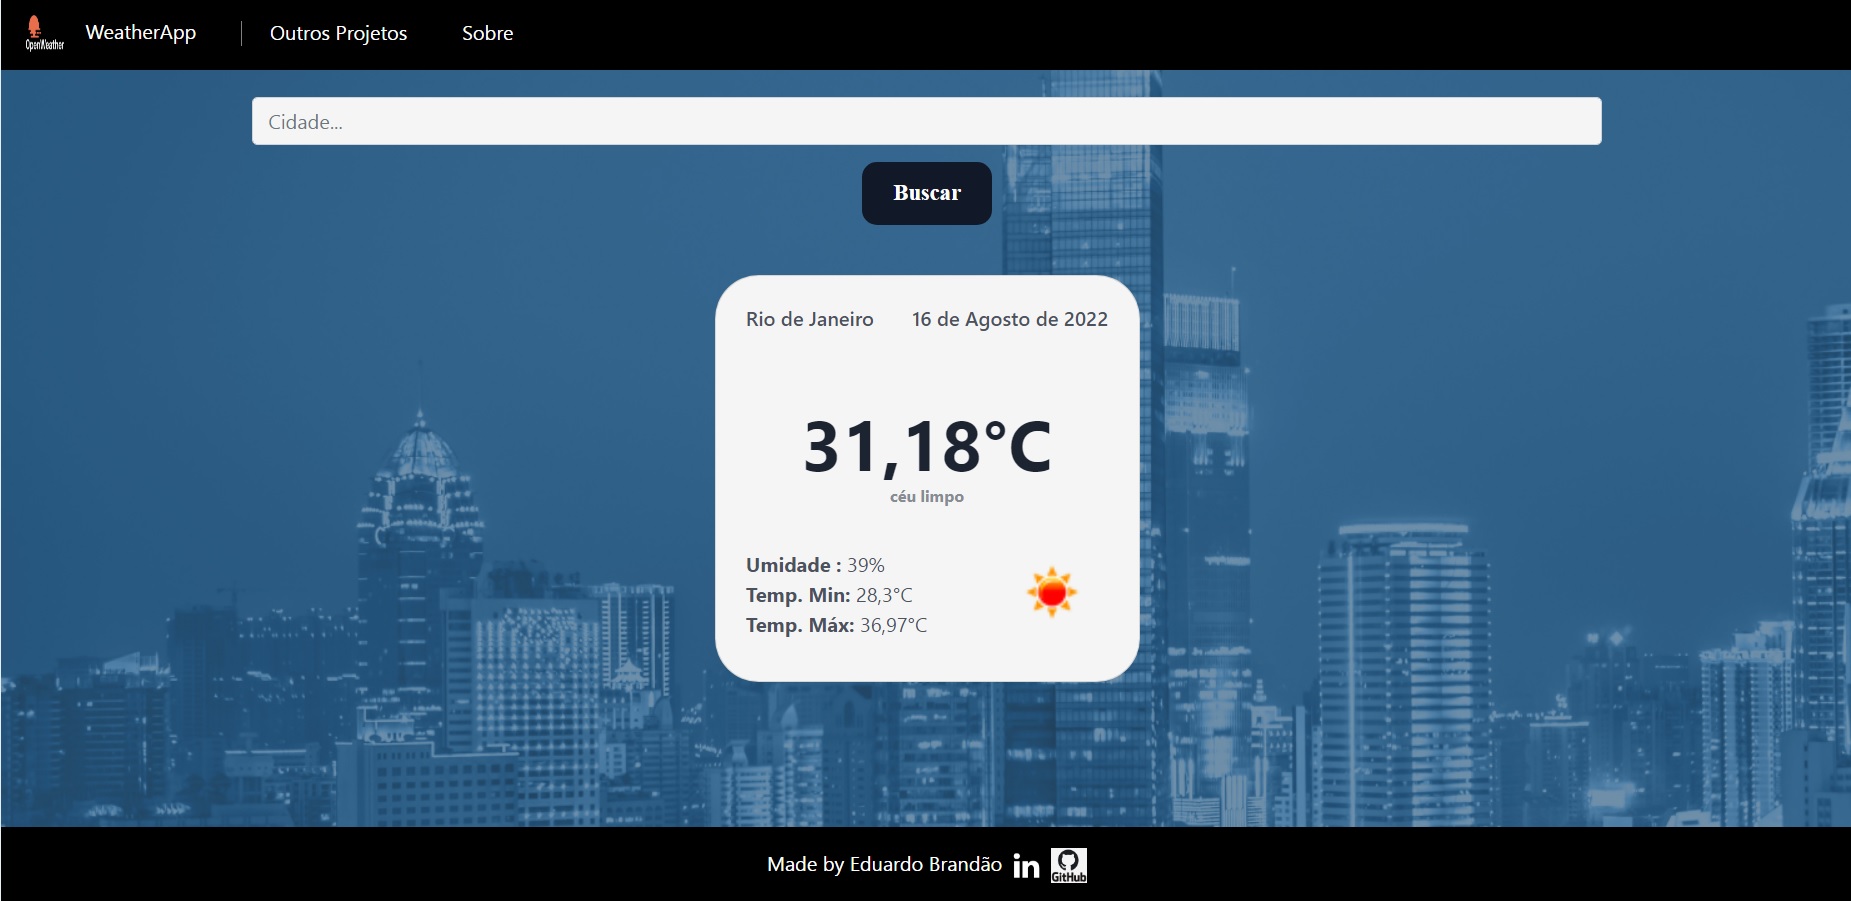 OpenWeather
WeatherApp
Outros Projetos
Sobre
Cidade...
Buscar
Rio de Janeiro 16 de Agosto de 2022
31,18°C
céu limpo
Umidade : 39%
Temp. Min: 28,3°C
Temp. Máx: 36,97°C
Made by Eduardo Brandão in GitHub